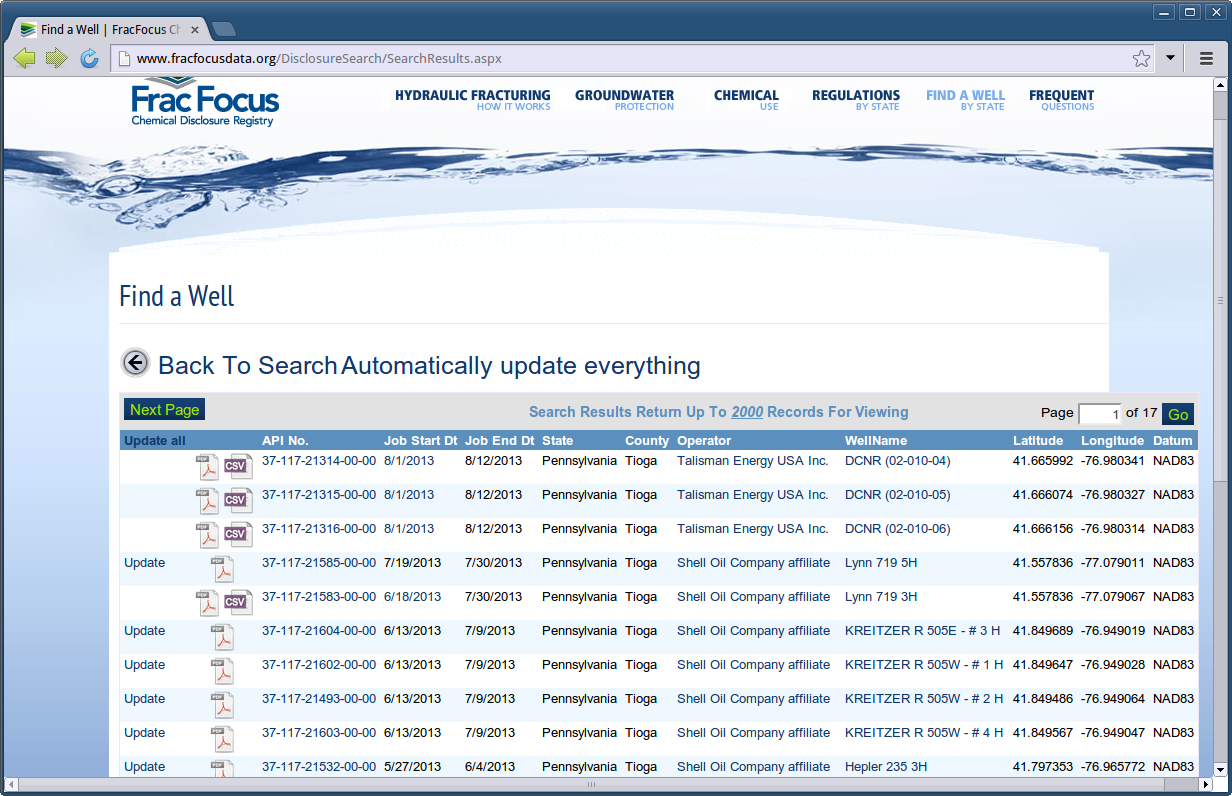 Find a Well | FracFocus Ch
www.fracfocusdata.org/DisclosureSearch/SearchResults.aspx
Frac Focus
Chemical Disclosure Registry
HYDRAULIC FRACTURING HOW IT WORKS
GROUNDWATER PROTECTION
CHEMICAL USE
REGULATIONS BY STATE
FIND A WELL BY STATE
FREQUENT QUESTIONS
Find a Well
Back To Search Automatically update everything
Next Page Search Results Return Up To 2000 Records For Viewing Page 1 of 17 Go
Update all API No. Job Start Dt Job End Dt State County Operator WellName Latitude Longitude Datum
PDF CSV 37-117-21314-00-00 8/1/2013 8/12/2013 Pennsylvania Tioga Talisman Energy USA Inc. DCNR (02-010-04) 41.665992 -76.980341 NAD83
PDF CSV 37-117-21315-00-00 8/1/2013 8/12/2013 Pennsylvania Tioga Talisman Energy USA Inc. DCNR (02-010-05) 41.666074 -76.980327 NAD83
PDF CSV 37-117-21316-00-00 8/1/2013 8/12/2013 Pennsylvania Tioga Talisman Energy USA Inc. DCNR (02-010-06) 41.666156 -76.980314 NAD83
Update PDF 37-117-21585-00-00 7/19/2013 7/30/2013 Pennsylvania Tioga Shell Oil Company affiliate Lynn 719 5H 41.557836 -77.079011 NAD83
PDF CSV 37-117-21583-00-00 6/18/2013 7/30/2013 Pennsylvania Tioga Shell Oil Company affiliate Lynn 719 3H 41.557836 -77.079067 NAD83
Update PDF 37-117-21604-00-00 6/13/2013 7/9/2013 Pennsylvania Tioga Shell Oil Company affiliate KREITZER R 505E - # 3 H 41.849689 -76.949019 NAD83
Update PDF 37-117-21602-00-00 6/13/2013 7/9/2013 Pennsylvania Tioga Shell Oil Company affiliate KREITZER R 505W - # 1 H 41.849647 -76.949028 NAD83
Update PDF 37-117-21493-00-00 6/13/2013 7/9/2013 Pennsylvania Tioga Shell Oil Company affiliate KREITZER R 505W - # 2 H 41.849486 -76.949064 NAD83
Update PDF 37-117-21603-00-00 6/13/2013 7/9/2013 Pennsylvania Tioga Shell Oil Company affiliate KREITZER R 505W - # 4 H 41.849567 -76.949047 NAD83
Update PDF 37-117-21532-00-00 5/27/2013 6/4/2013 Pennsylvania Tioga Shell Oil Company affiliate Hepler 235 3H 41.797353 -76.965772 NAD83